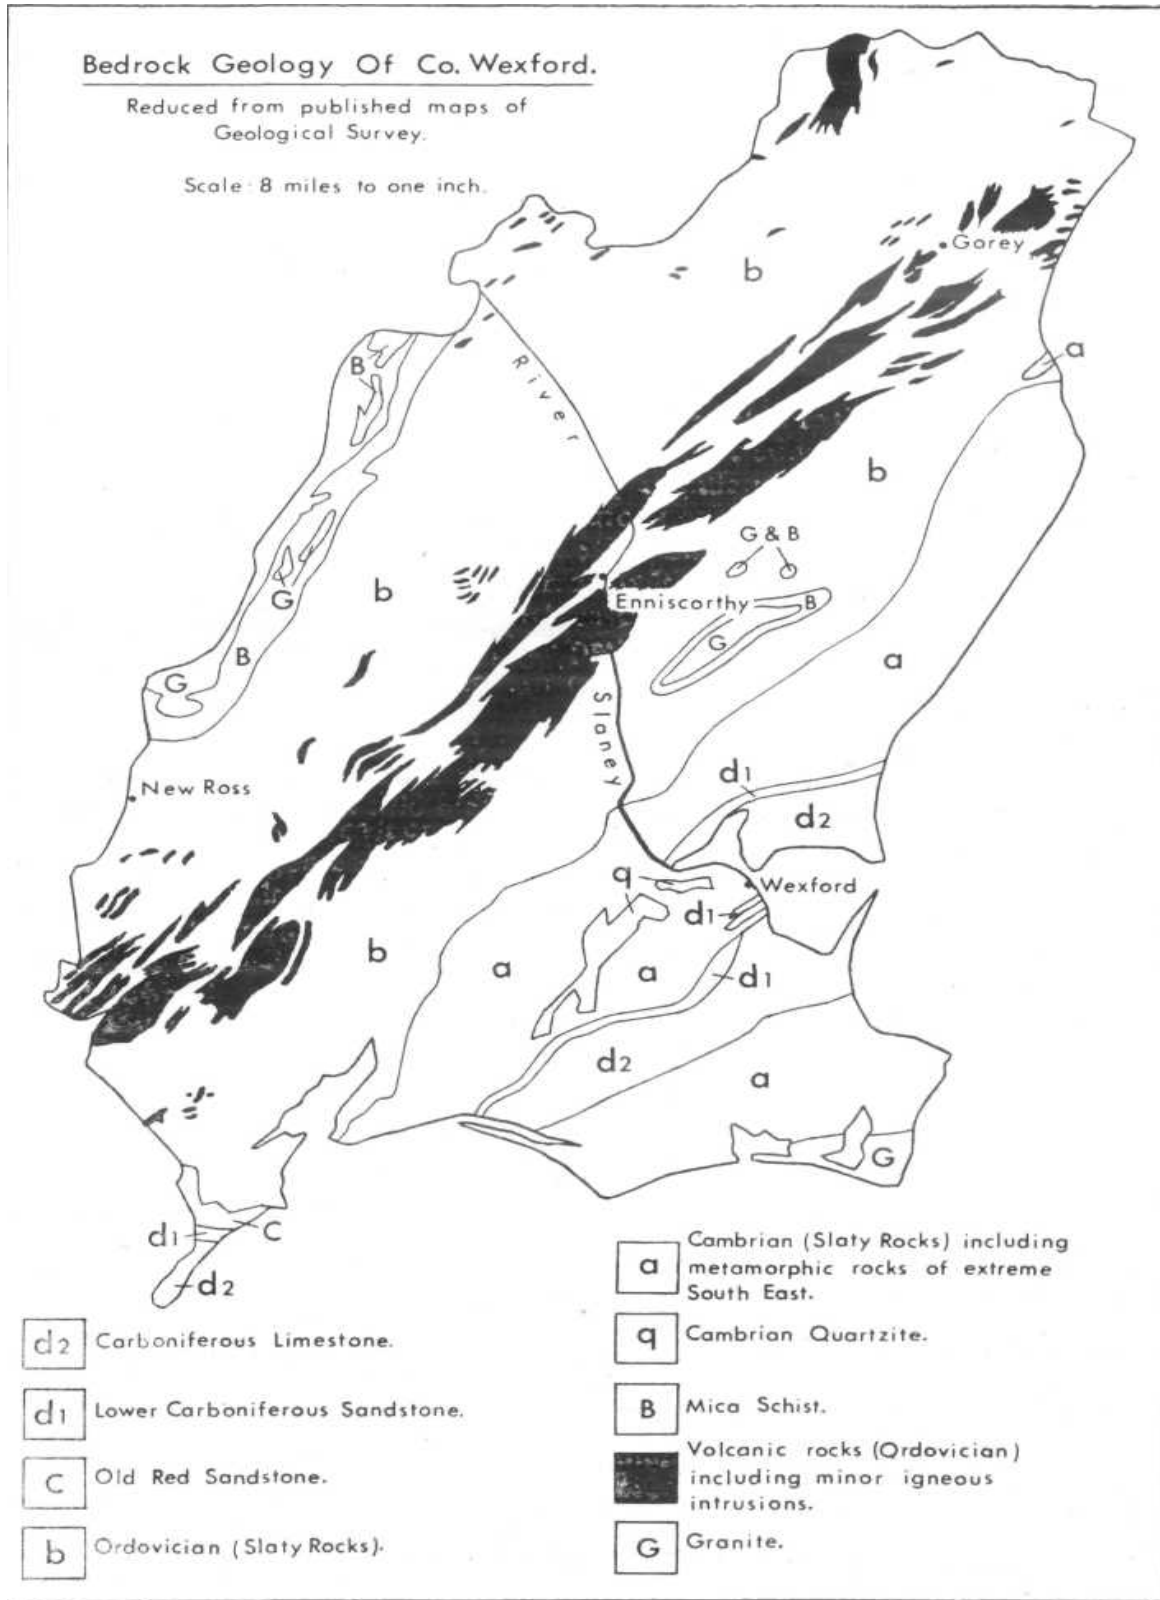 Bedrock Geology Of Co. Wexford.
Reduced from published maps of
Geological Survey.
Scale · 8 miles to one inch.
Gorey
b
a
B
River
b
G & B
b
G
Enniscorthy
B
B
G
a
G
Slaney
d1
New Ross
d2
q
Wexford
d1
b
a
a
d1
d2
a
G
d1
C
d2
a
Cambrian (Slaty Rocks) including
metamorphic rocks of extreme
South East.
d2
Carboniferous Limestone.
q
Cambrian Quartzite.
d1
Lower Carboniferous Sandstone.
B
Mica Schist.
Volcanic rocks (Ordovician)
including minor igneous
intrusions.
C
Old Red Sandstone.
b
Ordovician (Slaty Rocks).
G
Granite.